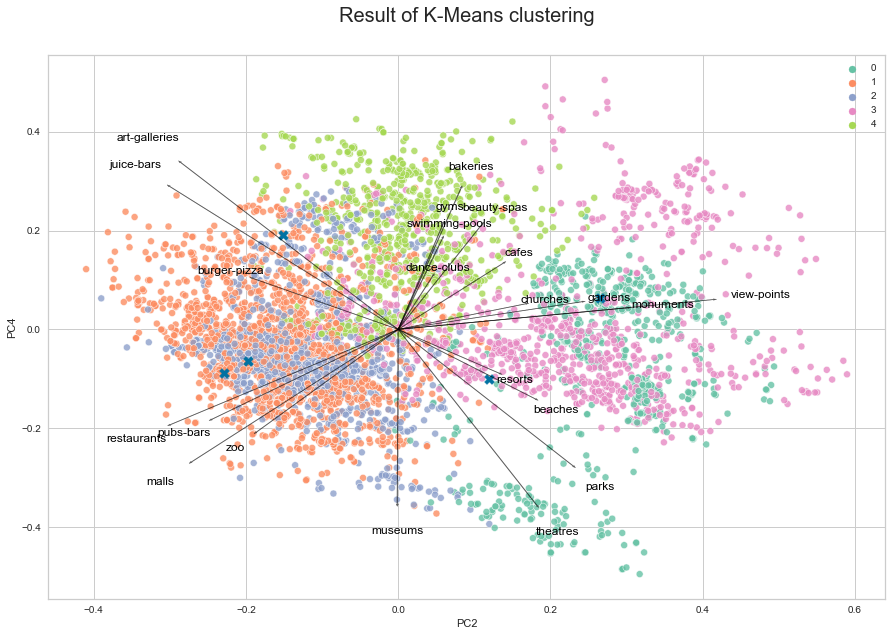 Result of K-Means clustering
0
1
2
3
4
art-galleries
juice-bars
bakeries
gyms
beauty-spas
swimming-pools
cafes
burger-pizza
dance-clubs
churches
gardens
view-points
monuments
resorts
beaches
restaurants
pubs-bars
zoo
malls
parks
museums
theatres
0.4
0.2
0.0
−0.2
−0.4
PC4
−0.4
−0.2
0.0
0.2
0.4
0.6
PC2